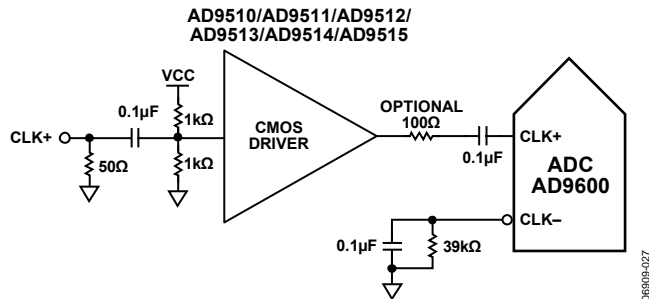 AD9510/AD9511/AD9512/
AD9513/AD9514/AD9515
VCC
0.1µF
1kΩ
CLK+
50Ω
1kΩ
CMOS
DRIVER
OPTIONAL
100Ω
0.1µF
CLK+
ADC
AD9600
CLK–
0.1µF
39kΩ
06909-027